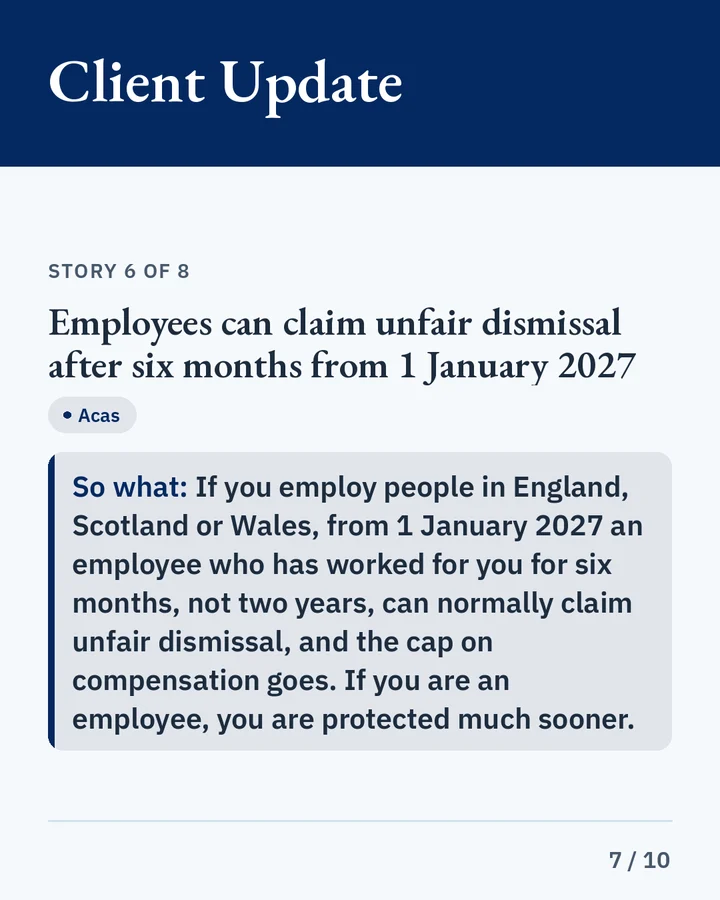 Client Update
STORY 6 OF 8
Employees can claim unfair dismissal
after six months from 1 January 2027
• Acas
So what: If you employ people in England,
Scotland or Wales, from 1 January 2027 an
employee who has worked for you for six
months, not two years, can normally claim
unfair dismissal, and the cap on
compensation goes. If you are an
employee, you are protected much sooner.
7 / 10